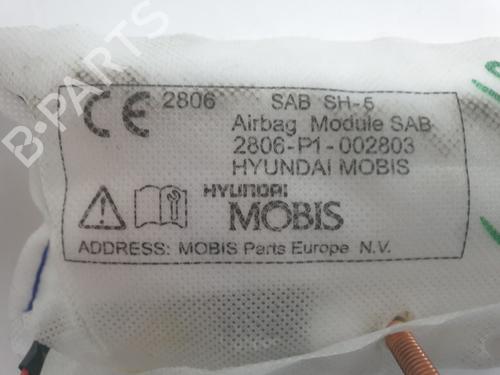 CE 2806 SAB SH-5
Airbag Module SAB
2806-P1-002803
HYUNDAI MOBIS
HYUNDAI
MOBIS
ADDRESS: MOBIS Parts Europe N.V.
B-PARTS